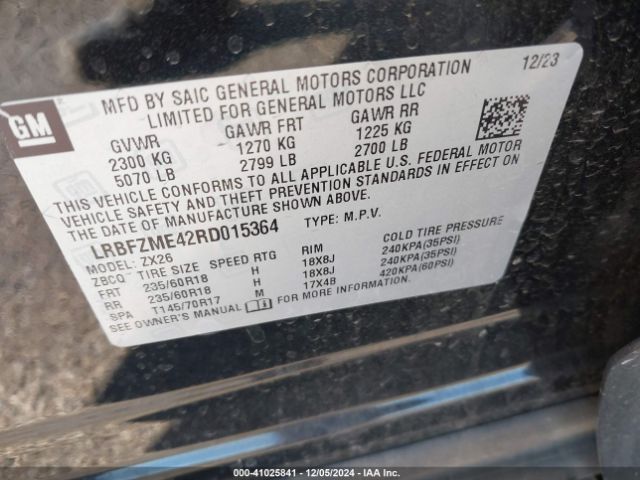 GM
MFD BY SAIC GENERAL MOTORS CORPORATION 12/23
LIMITED FOR GENERAL MOTORS LLC
GVWR GAWR FRT GAWR RR
2300 KG 1270 KG 1225 KG
5070 LB 2799 LB 2700 LB
THIS VEHICLE CONFORMS TO ALL APPLICABLE U.S. FEDERAL MOTOR
VEHICLE SAFETY AND THEFT PREVENTION STANDARDS IN EFFECT ON
THE DATE OF MANUFACTURE SHOWN ABOVE.
LRBFZME42RD015364 TYPE: M.P.V.
MODEL: ZX26
ZBCQ TIRE SIZE SPEED RTG RIM COLD TIRE PRESSURE
FRT 235/60R18 H 18X8J 240KPA(35PSI)
RR 235/60R18 H 18X8J 240KPA(35PSI)
SPA T145/70R17 M 17X4B 420KPA(60PSI)
SEE OWNER'S MANUAL
000-41025841 - 12/05/2024 - IAA Inc.